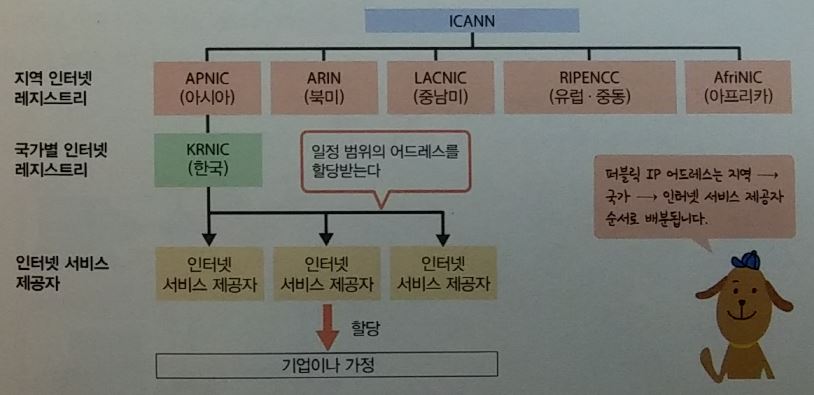 ICANN
지역 인터넷
레지스트리
APNIC
(아시아)
ARIN
(북미)
LACNIC
(중남미)
RIPENCC
(유럽 · 중동)
AfriNIC
(아프리카)
국가별 인터넷
레지스트리
KRNIC
(한국)
일정 범위의 어드레스를
할당받는다
퍼블릭 IP 어드레스는 지역 →
국가 → 인터넷 서비스 제공자
순서로 배분됩니다.
인터넷 서비스
제공자
인터넷
서비스 제공자
인터넷
서비스 제공자
인터넷
서비스 제공자
할당
기업이나 가정